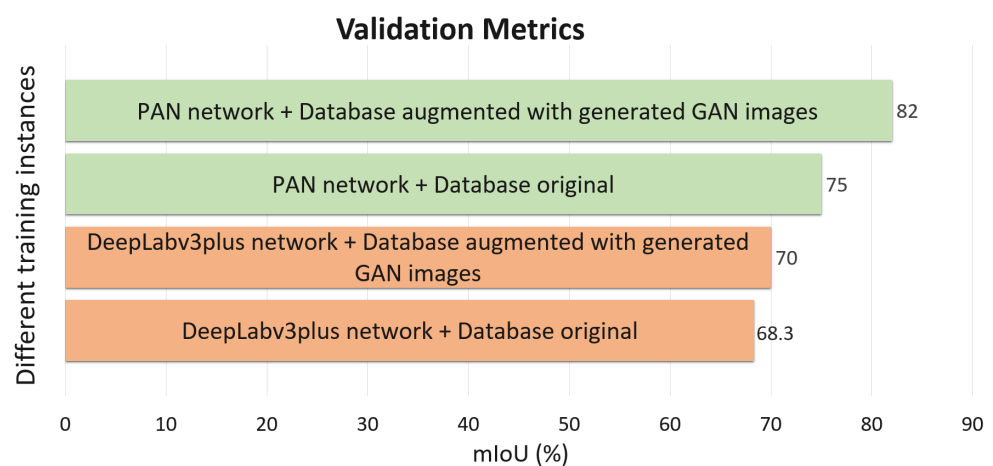 Validation Metrics
Different training instances
PAN network + Database augmented with generated GAN images
82
PAN network + Database original
75
DeepLabv3plus network + Database augmented with generated
GAN images
70
DeepLabv3plus network + Database original
68.3
0 10 20 30 40 50 60 70 80 90
mIoU (%)